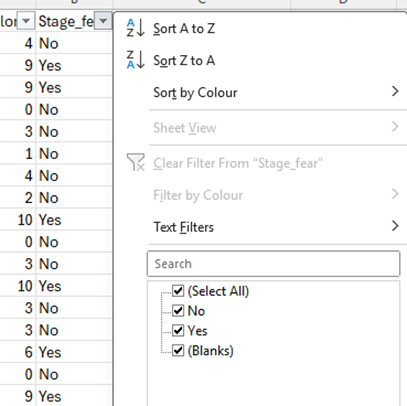 lor Stage_fe
4 No
9 Yes
9 Yes
0 No
3 No
1 No
4 No
2 No
10 Yes
0 No
3 No
10 Yes
3 No
3 No
6 Yes
0 No
9 Yes
Sort A to Z
Sort Z to A
Sort by Colour
Sheet View
Clear Filter From "Stage_fear"
Filter by Colour
Text Filters
Search
(Select All)
No
Yes
(Blanks)